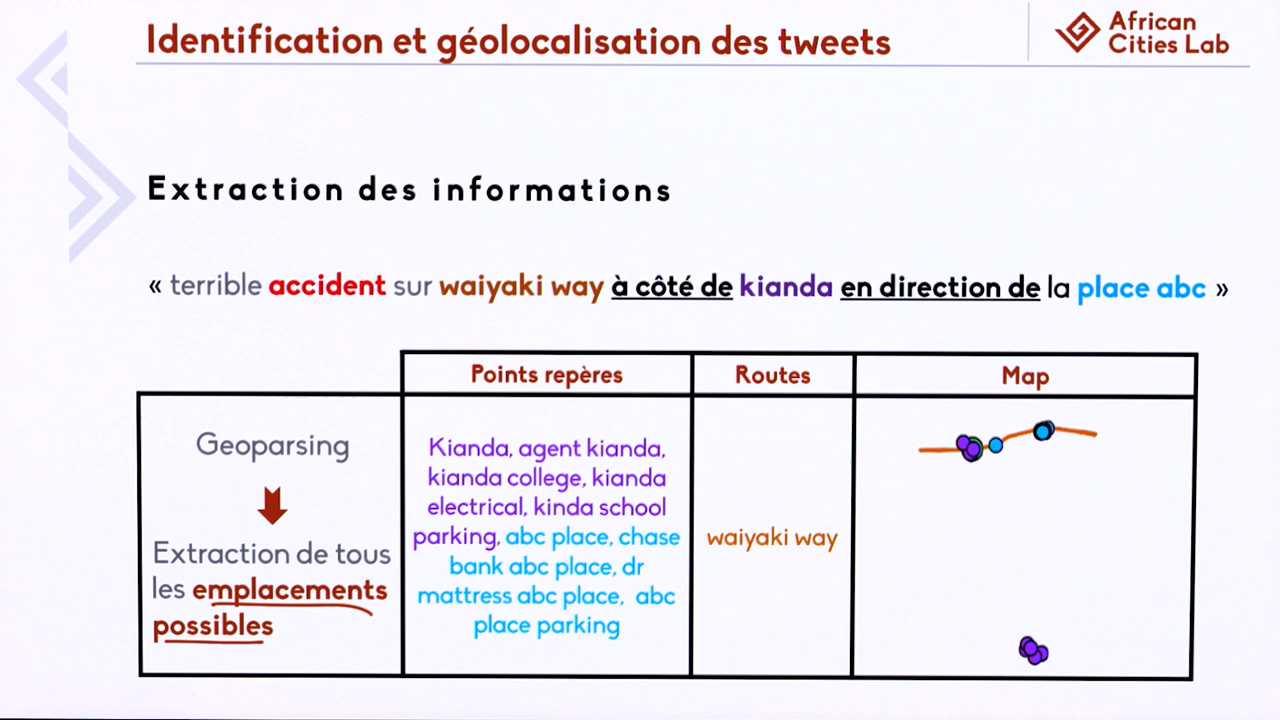 Identification et géolocalisation des tweets
African
Cities Lab
Extraction des informations
« terrible accident sur waiyaki way à côté de kianda en direction de la place abc »
Points repères
Routes
Map
Geoparsing
Extraction de tous
les emplacements
possibles
Kianda, agent kianda,
kianda college, kianda
electrical, kinda school
parking, abc place, chase
bank abc place, dr
mattress abc place, abc
place parking
waiyaki way